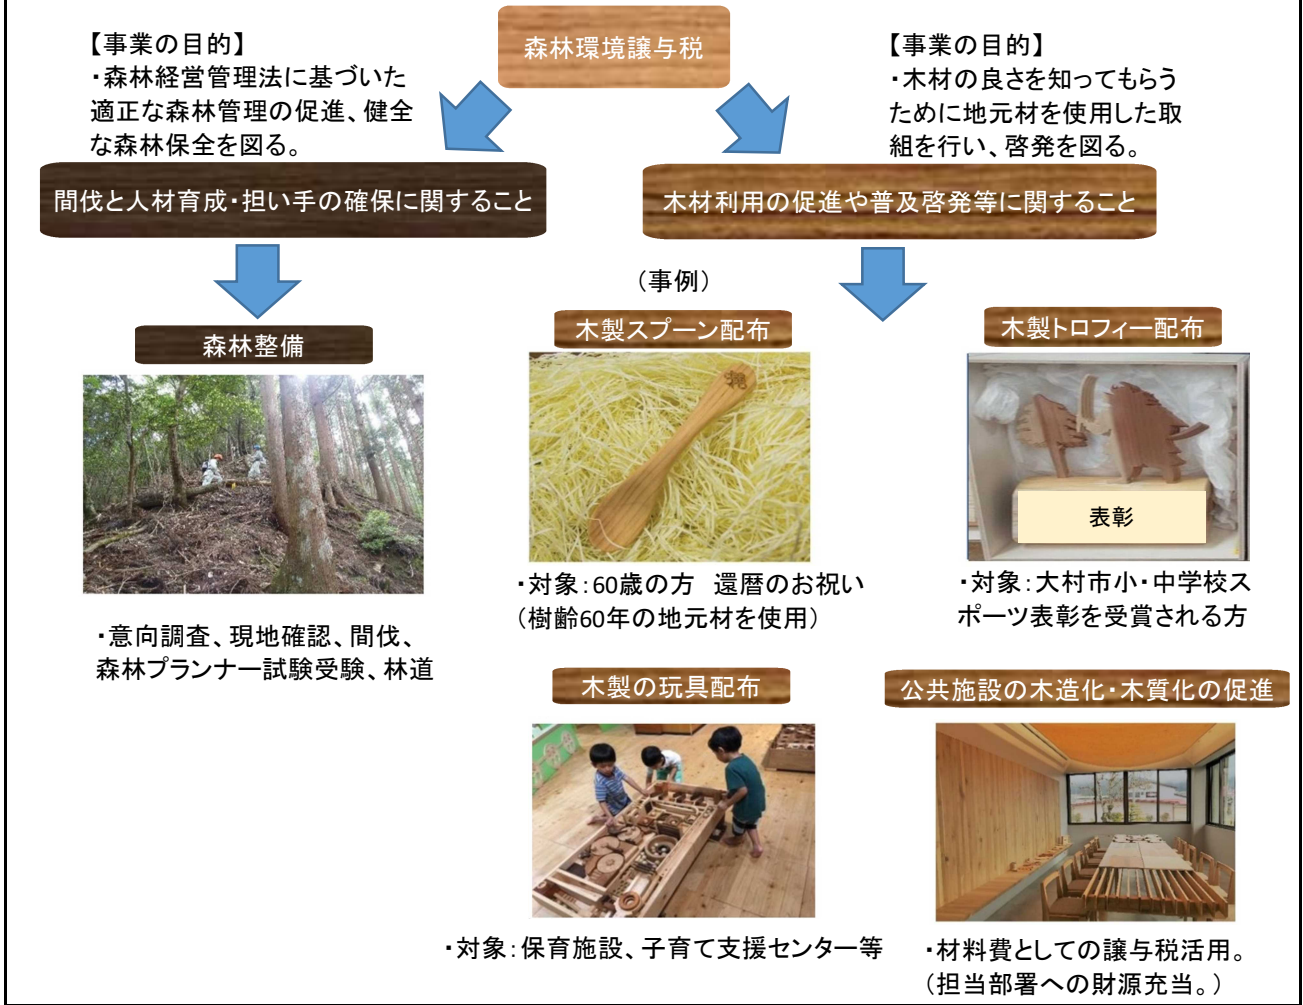 森林環境譲与税
【事業の目的】
・森林経営管理法に基づいた
適正な森林管理の促進、健全
な森林保全を図る。
【事業の目的】
・木材の良さを知ってもらう
ために地元材を使用した取
組を行い、啓発を図る。
間伐と人材育成・担い手の確保に関すること
木材利用の促進や普及啓発等に関すること
（事例）
森林整備
・意向調査、現地確認、間伐、
森林プランナー試験受験、林道
木製スプーン配布
・対象：60歳の方　還暦のお祝い
（樹齢60年の地元材を使用）
木製トロフィー配布
表彰
・対象：大村市小・中学校ス
ポーツ表彰を受賞される方
木製の玩具配布
・対象：保育施設、子育て支援センター等
公共施設の木造化・木質化の促進
・材料費としての譲与税活用。
（担当部署への財源充当。）